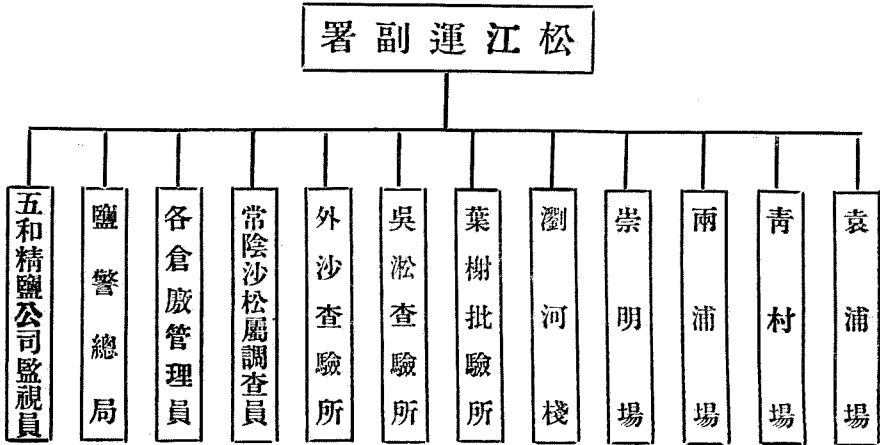 松江運副署
袁浦場
青村場
兩浦場
崇明場
瀏河棧
葉榭批驗所
吳淞查驗所
外沙查驗所
常陰沙松屬調查員
各倉廒管理員
鹽警總局
五和精鹽公司監視員